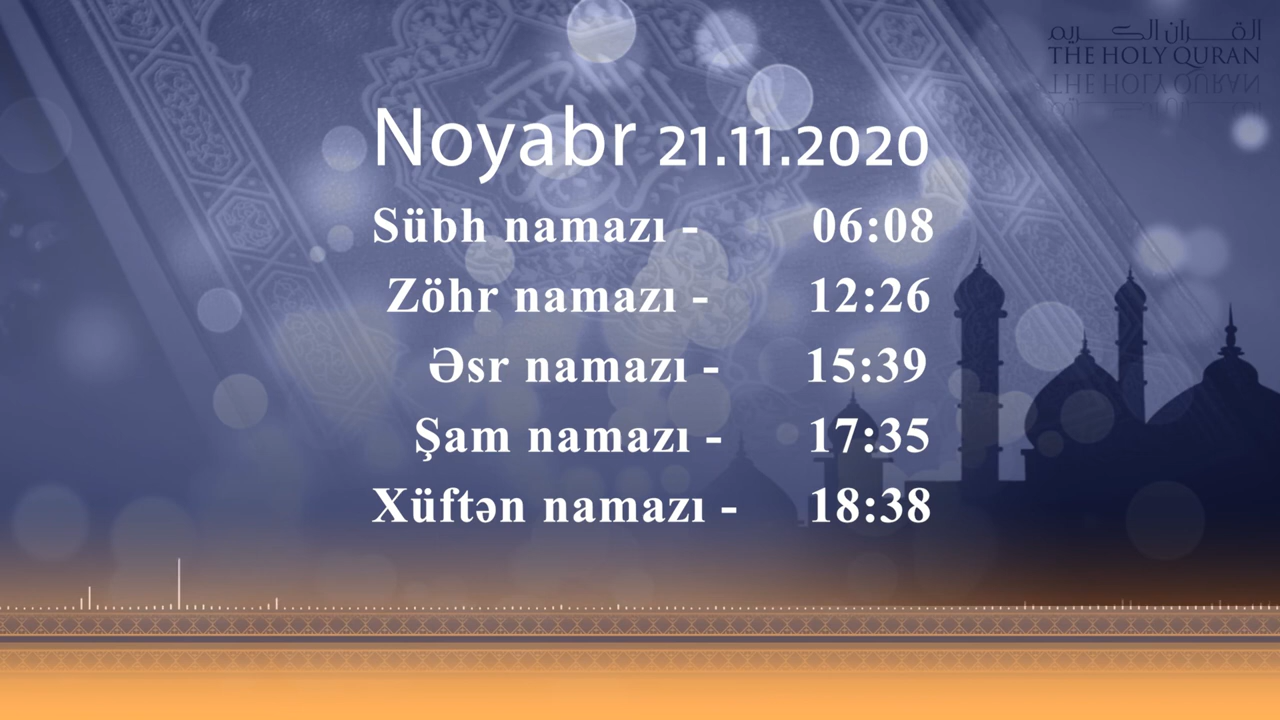 القرآن الكريم
THE HOLY QURAN
Noyabr 21.11.2020
Sübh namazı - 06:08
Zöhr namazı - 12:26
Əsr namazı - 15:39
Şam namazı - 17:35
Xüftən namazı - 18:38